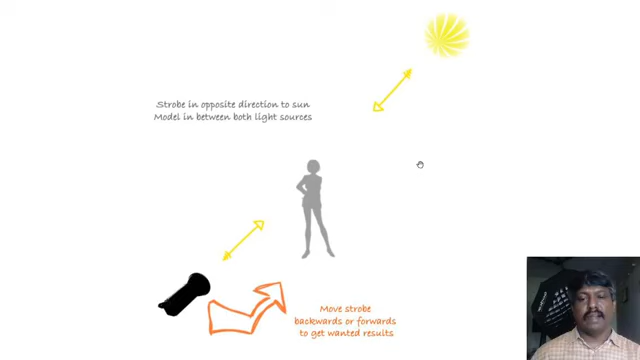 Strobe in opposite direction to sun
Model in between both light sources
Move strobe
backwards or forwards
to get wanted results